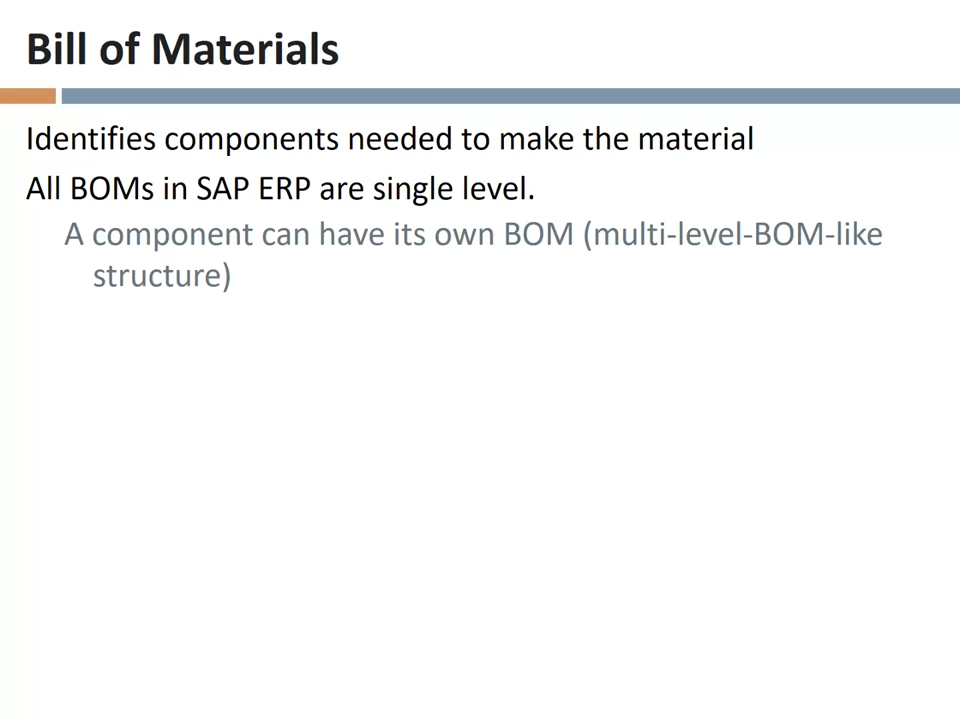 Bill of Materials
Identifies components needed to make the material
All BOMs in SAP ERP are single level.
A component can have its own BOM (multi-level-BOM-like
structure)